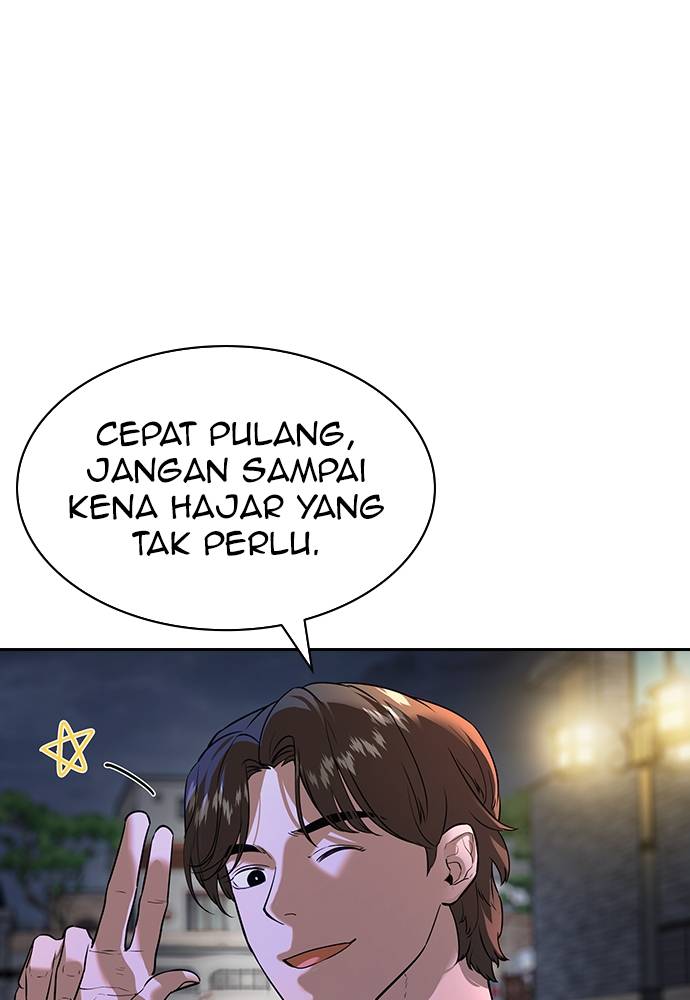 CEPAT PULANG,
JANGAN SAMPAI
KENA HAJAR YANG
TAK PERLU.